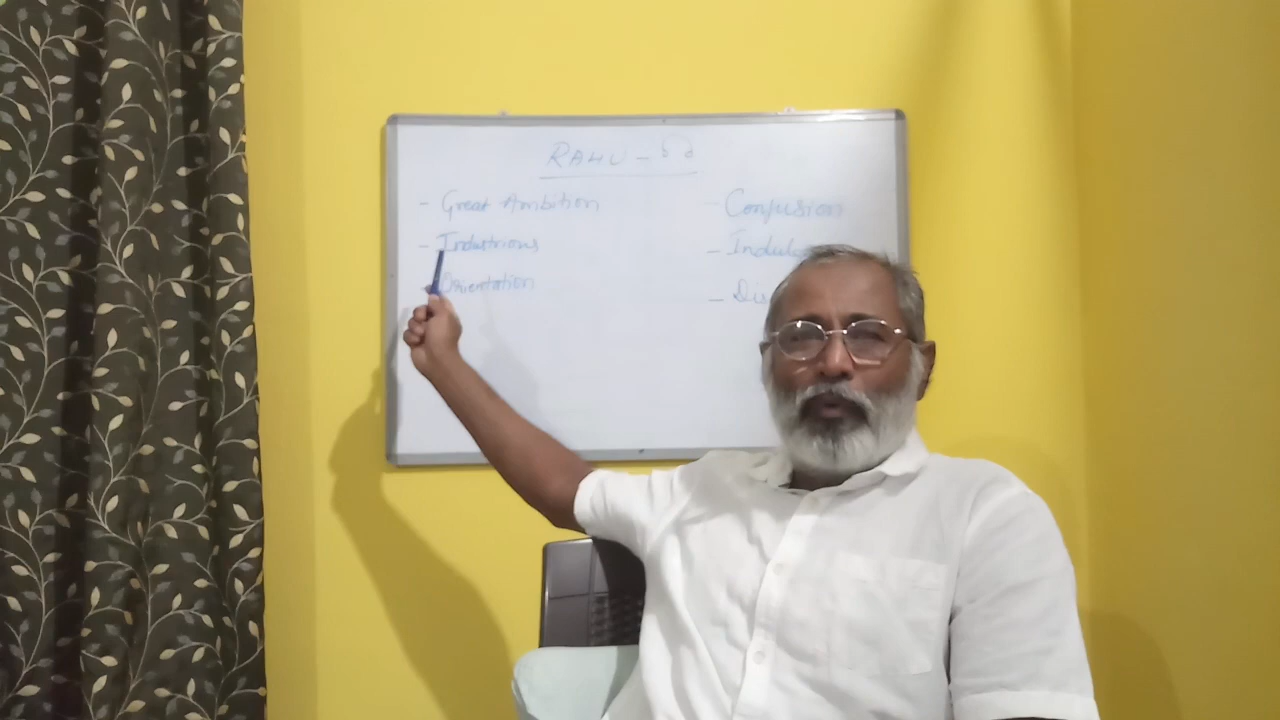 RAHU - ☊
- Great Ambition
- Industrious
- Orientation
- Confusion
-
-